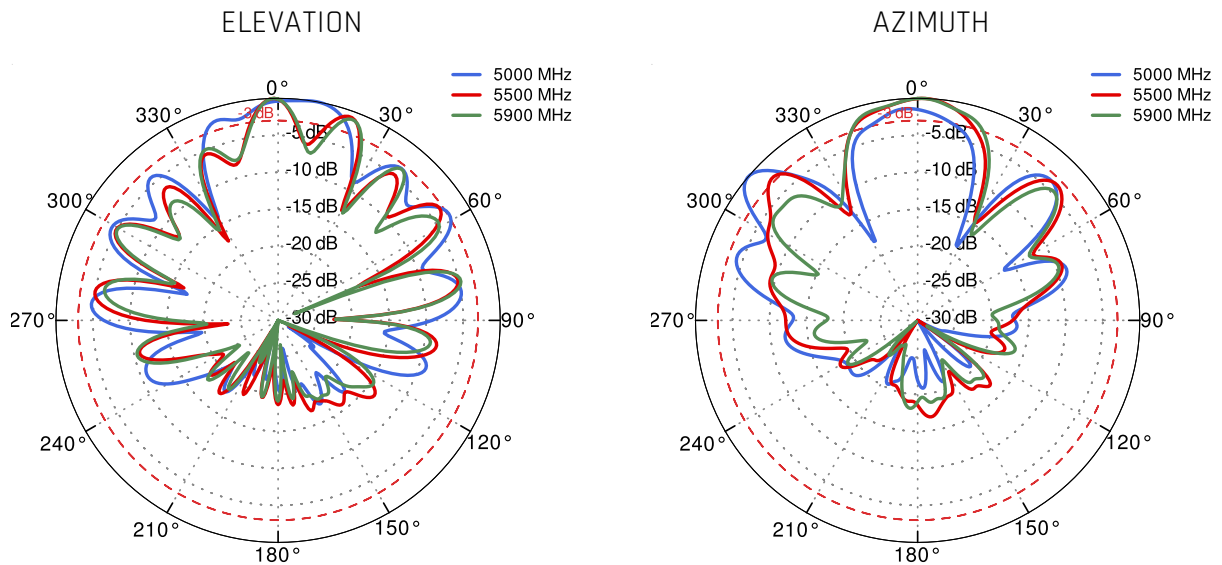 ELEVATION
5000 MHz
5500 MHz
5900 MHz
0°
30°
60°
90°
120°
150°
180°
210°
240°
270°
300°
330°
-3 dB
-5 dB
-10 dB
-15 dB
-20 dB
-25 dB
-30 dB
AZIMUTH
5000 MHz
5500 MHz
5900 MHz
0°
30°
60°
90°
120°
150°
180°
210°
240°
270°
300°
330°
-3 dB
-5 dB
-10 dB
-15 dB
-20 dB
-25 dB
-30 dB